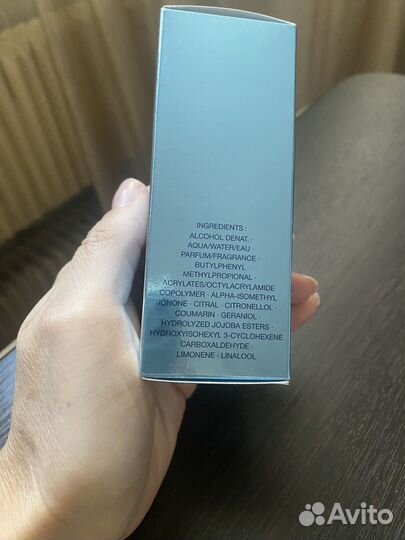 INGREDIENTS :
ALCOHOL DENAT. ·
AQUA/WATER/EAU ·
PARFUM/FRAGRANCE ·
BUTYLPHENYL
METHYLPROPIONAL ·
ACRYLATES/OCTYLACRYLAMIDE
COPOLYMER · ALPHA-ISOMETHYL
IONONE · CITRAL · CITRONELLOL ·
COUMARIN · GERANIOL ·
HYDROLYZED JOJOBA ESTERS ·
HYDROXYISOHEXYL 3-CYCLOHEXENE
CARBOXALDEHYDE ·
LIMONENE · LINALOOL
Avito